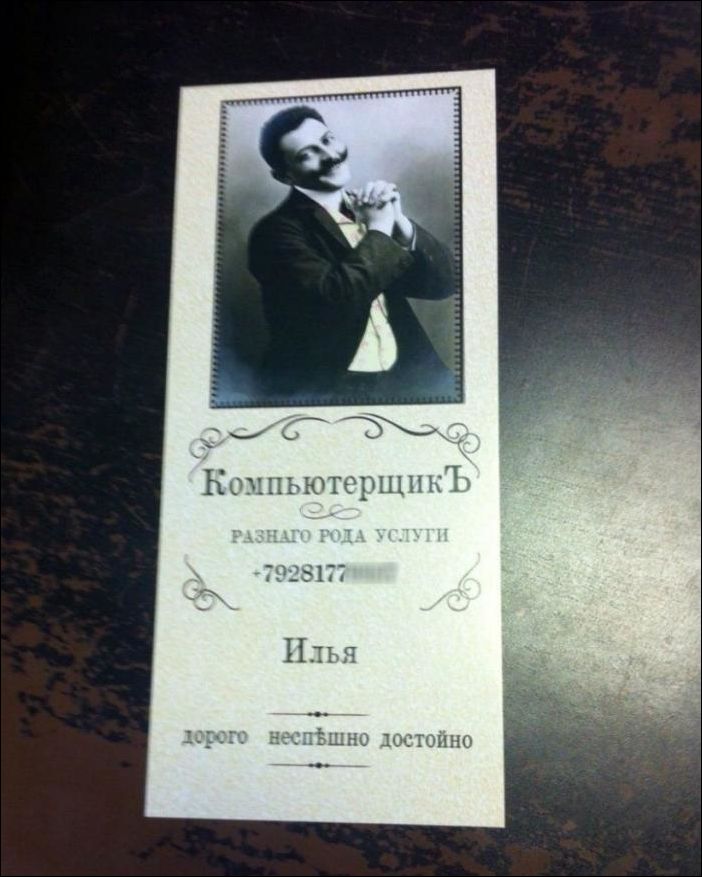 КомпьютерщикЪ
РАЗНАГО РОДА УСЛУГИ
+7928177
Илья
дорого неспѣшно достойно